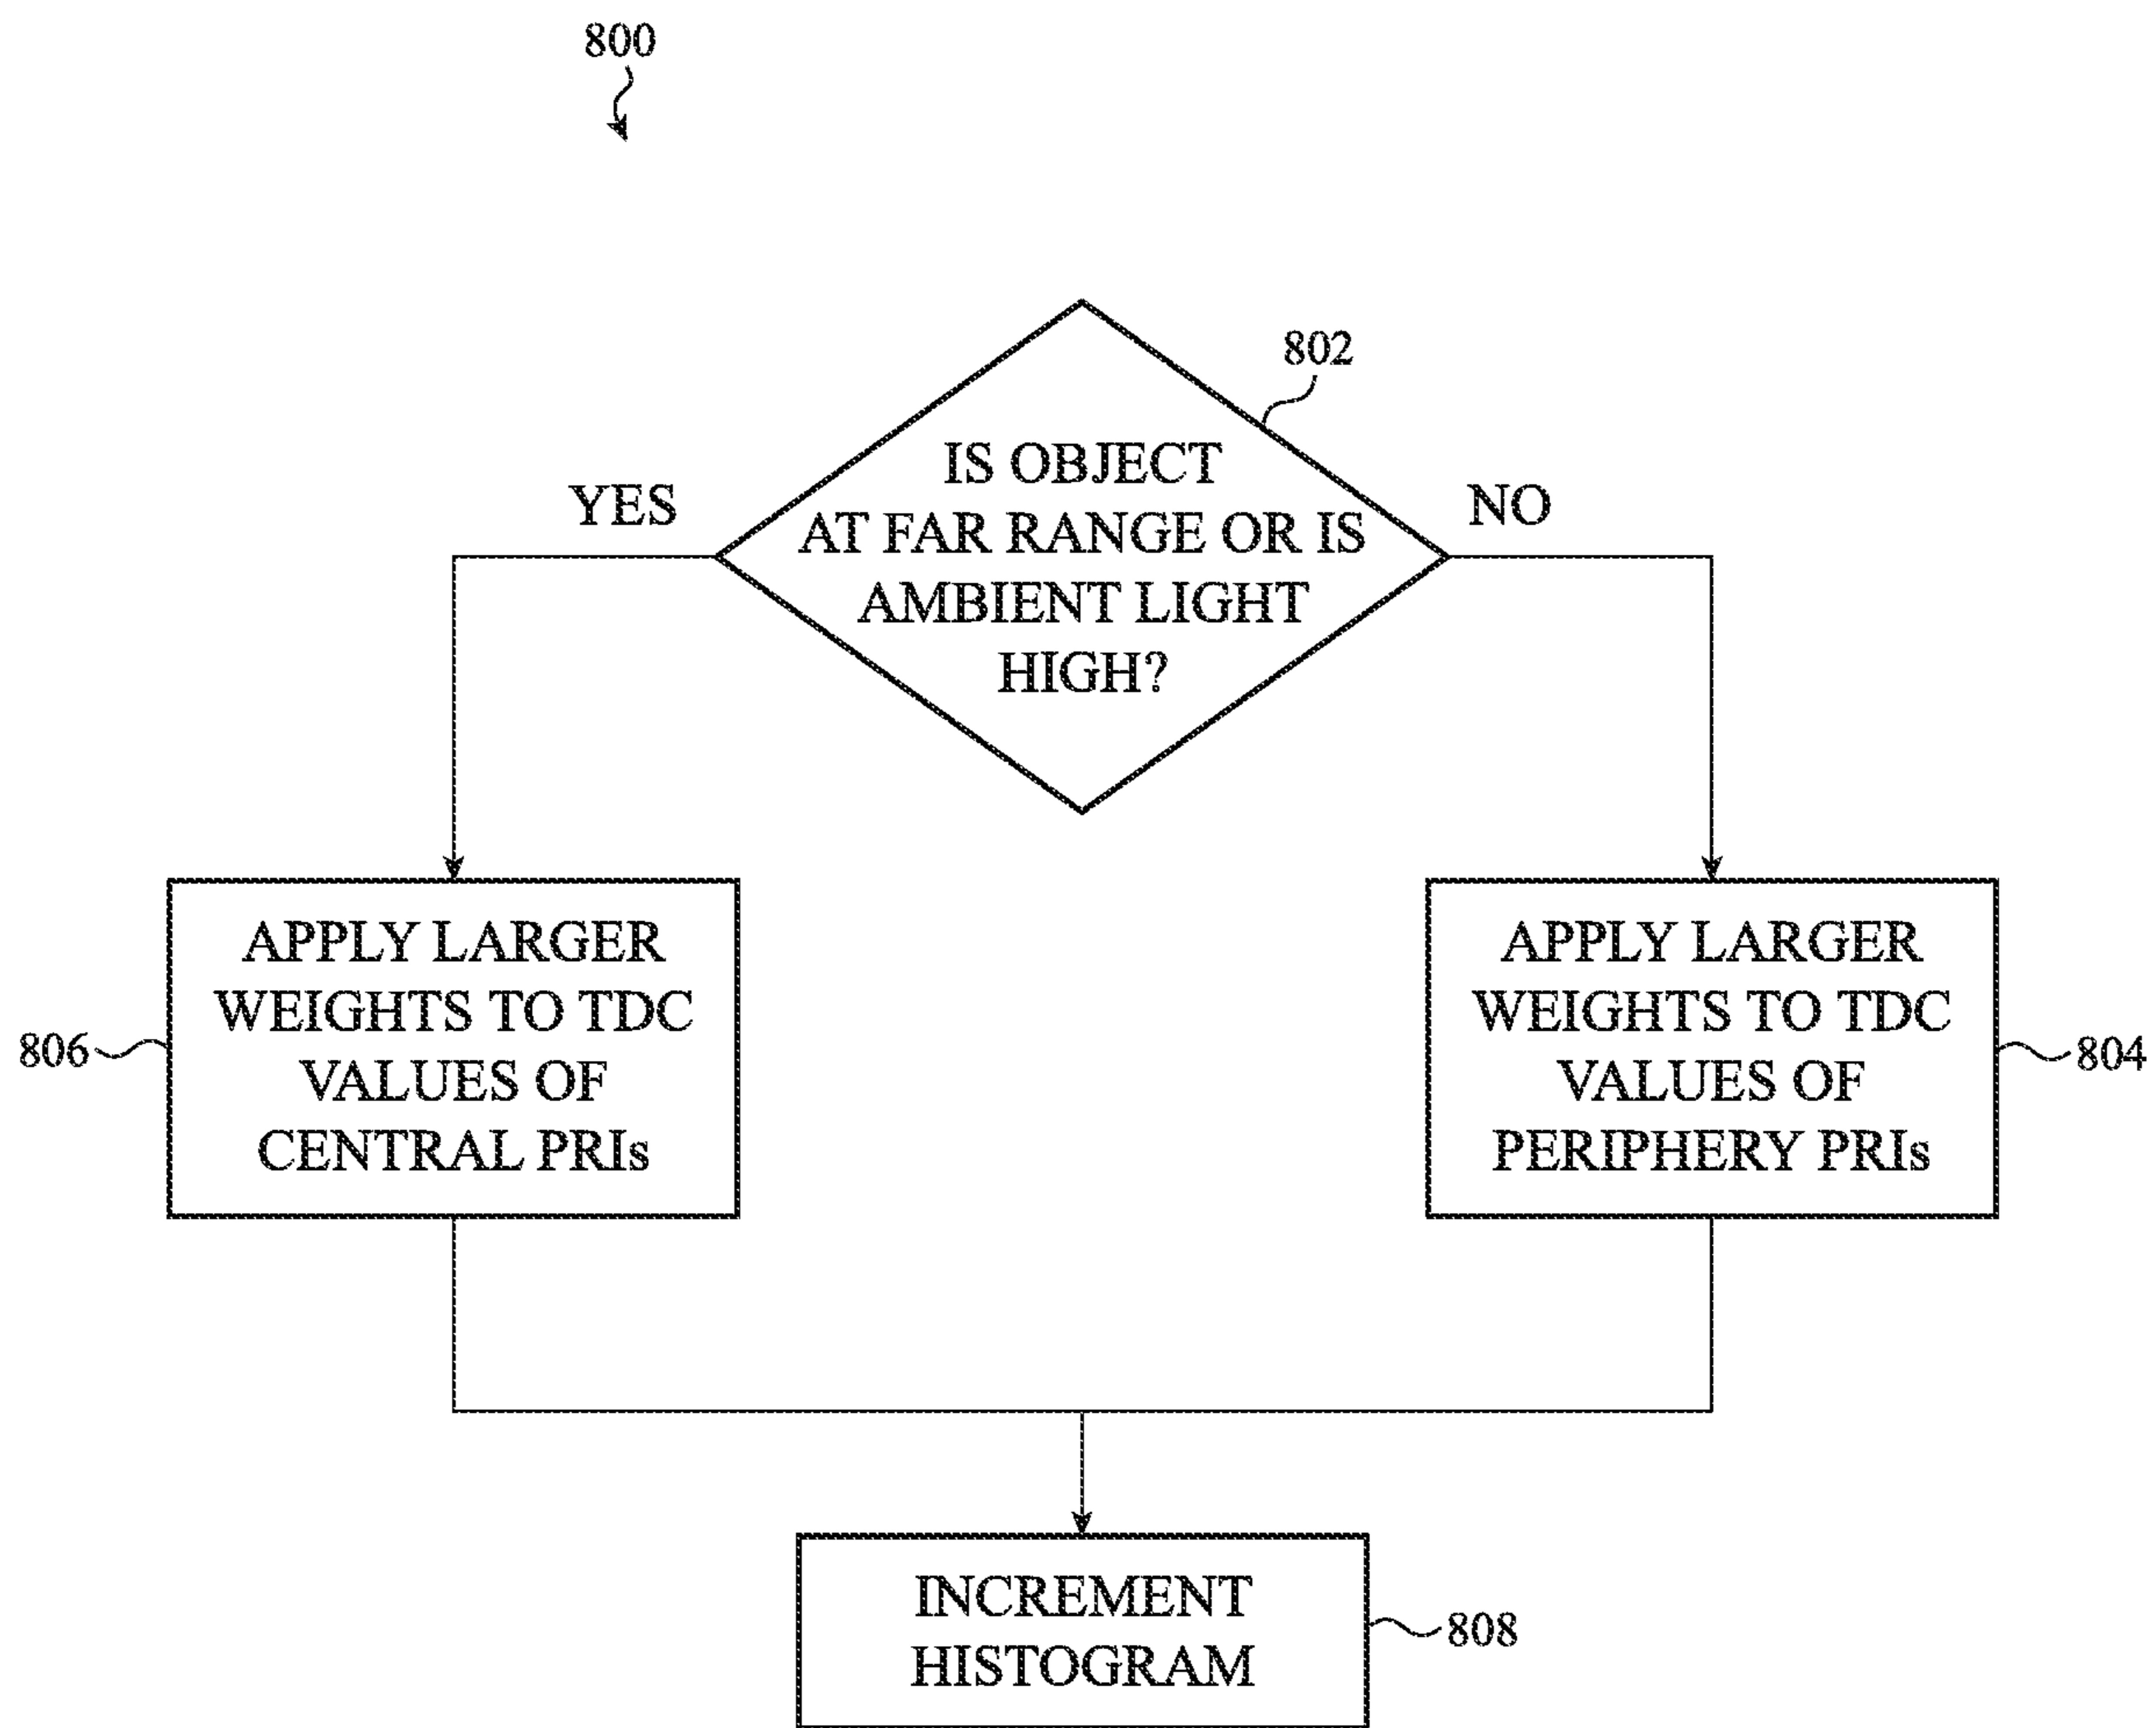 800
802
IS OBJECT
AT FAR RANGE OR IS
AMBIENT LIGHT
HIGH?
YES
NO
APPLY LARGER
WEIGHTS TO TDC
VALUES OF
CENTRAL PRIs
806
APPLY LARGER
WEIGHTS TO TDC
VALUES OF
PERIPHERY PRIs
804
INCREMENT
HISTOGRAM
808